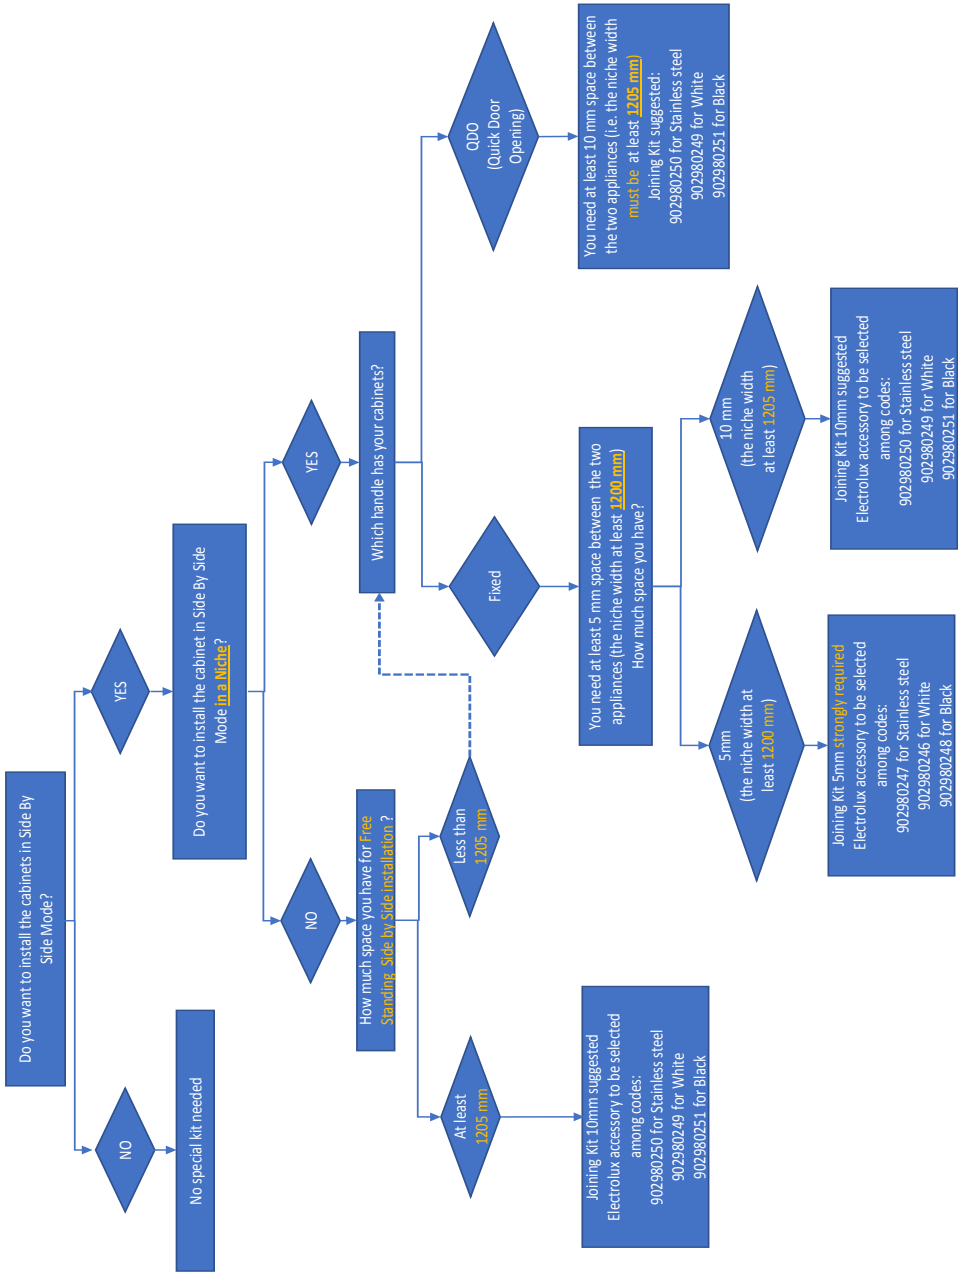 Do you want to install the cabinets in Side By
Side Mode?
NO
YES
No special kit needed
Do you want to install the cabinet in Side By Side
Mode in a Niche?
NO
YES
How much space you have for Free
Standing Side by Side installation ?
Which handle has your cabinets?
At least
1205 mm
Less than
1205 mm
Fixed
QDO
(Quick Door
Opening)
Joining Kit 10mm suggested
Electrolux accessory to be selected
among codes:
902980250 for Stainless steel
902980249 for White
902980251 for Black
You need at least 5 mm space between the two
appliances (the niche width at least 1200 mm)
How much space you have?
You need at least 10 mm space between
the two appliances (i.e. the niche width
must be at least 1205 mm)
Joining Kit suggested:
902980250 for Stainless steel
902980249 for White
902980251 for Black
5mm
(the niche width at
least 1200 mm)
10 mm
(the niche width
at least 1205 mm)
Joining Kit 5mm strongly required
Electrolux accessory to be selected
among codes:
902980247 for Stainless steel
902980246 for White
902980248 for Black
Joining Kit 10mm suggested
Electrolux accessory to be selected
among codes:
902980250 for Stainless steel
902980249 for White
902980251 for Black